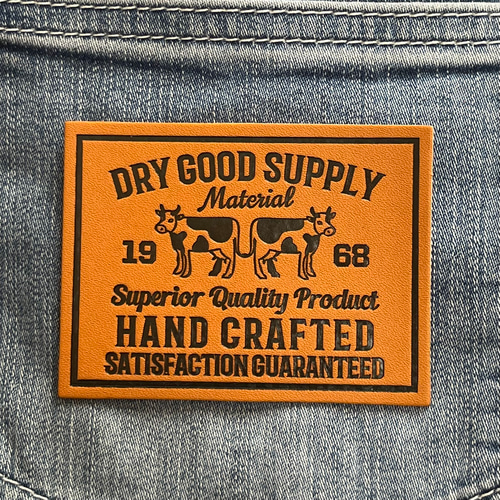 DRY GOOD SUPPLY
Material
19 68
Superior Quality Product
HAND CRAFTED
SATISFACTION GUARANTEED